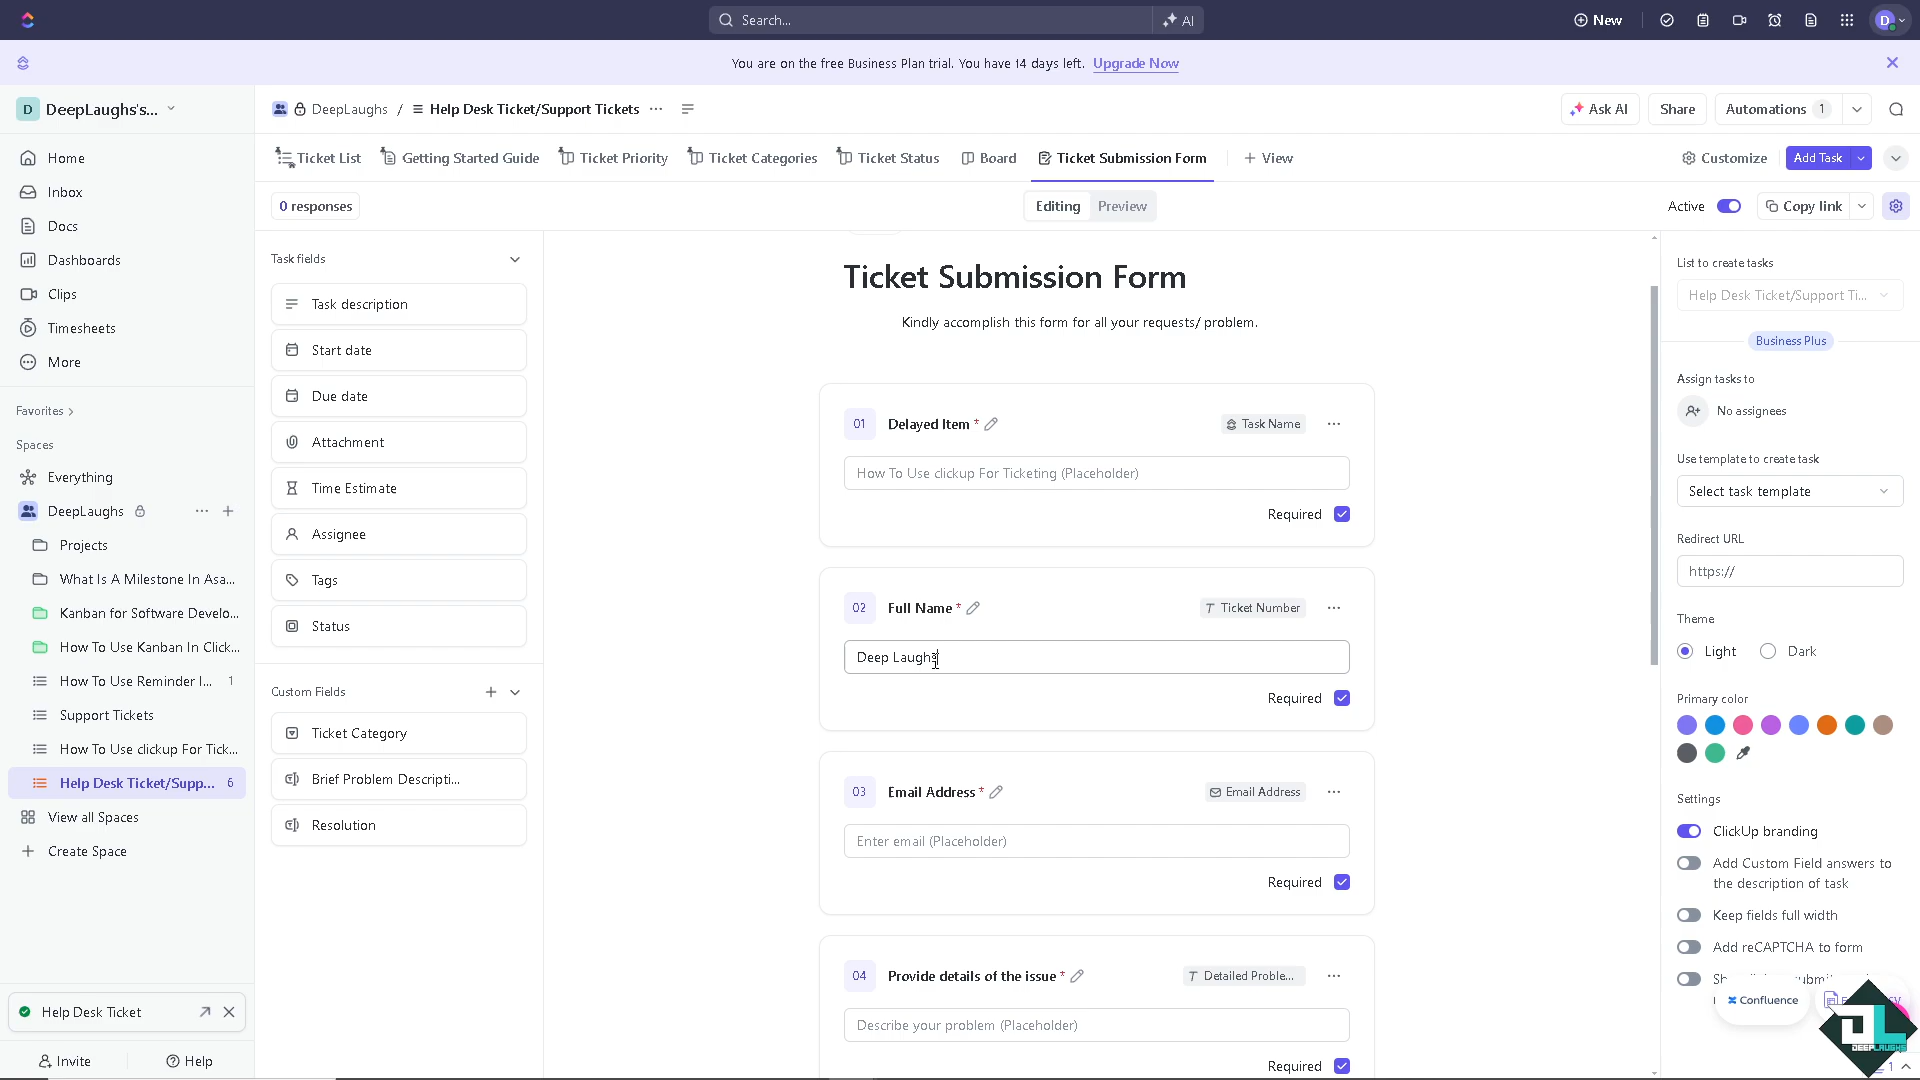 Search...
AI
New
D
You are on the free Business Plan trial. You have 14 days left. Upgrade Now
D DeepLaughs's...
DeepLaughs / Help Desk Ticket/Support Tickets
Ask AI
Share
Automations 1
Home
Inbox
Docs
Dashboards
Clips
Timesheets
More
Favorites
Spaces
Everything
DeepLaughs
Projects
What Is A Milestone In Asa...
Kanban for Software Develo...
How To Use Kanban In Click...
How To Use Reminder I... 1
Support Tickets
How To Use clickup For Tick...
Help Desk Ticket/Supp... 6
View all Spaces
Create Space
Help Desk Ticket
Invite
Help
Ticket List
Getting Started Guide
Ticket Priority
Ticket Categories
Ticket Status
Board
Ticket Submission Form
View
Customize
Add Task
0 responses
Editing
Preview
Active
Copy link
Task fields
Task description
Start date
Due date
Attachment
Time Estimate
Assignee
Tags
Status
Custom Fields
Ticket Category
Brief Problem Descripti...
Resolution
Ticket Submission Form
Kindly accomplish this form for all your requests/ problem.
01 Delayed Item *
Task Name
How To Use clickup For Ticketing (Placeholder)
Required
02 Full Name *
Ticket Number
Deep Laughs
Required
03 Email Address *
Email Address
Enter email (Placeholder)
Required
04 Provide details of the issue *
Detailed Proble...
Describe your problem (Placeholder)
Required
List to create tasks
Help Desk Ticket/Support Ti...
Business Plus
Assign tasks to
No assignees
Use template to create task
Select task template
Redirect URL
https://
Theme
Light
Dark
Primary color
Settings
ClickUp branding
Add Custom Field answers to
the description of task
Keep fields full width
Add reCAPTCHA to form
Confluence
DEEPLAUGHS
1